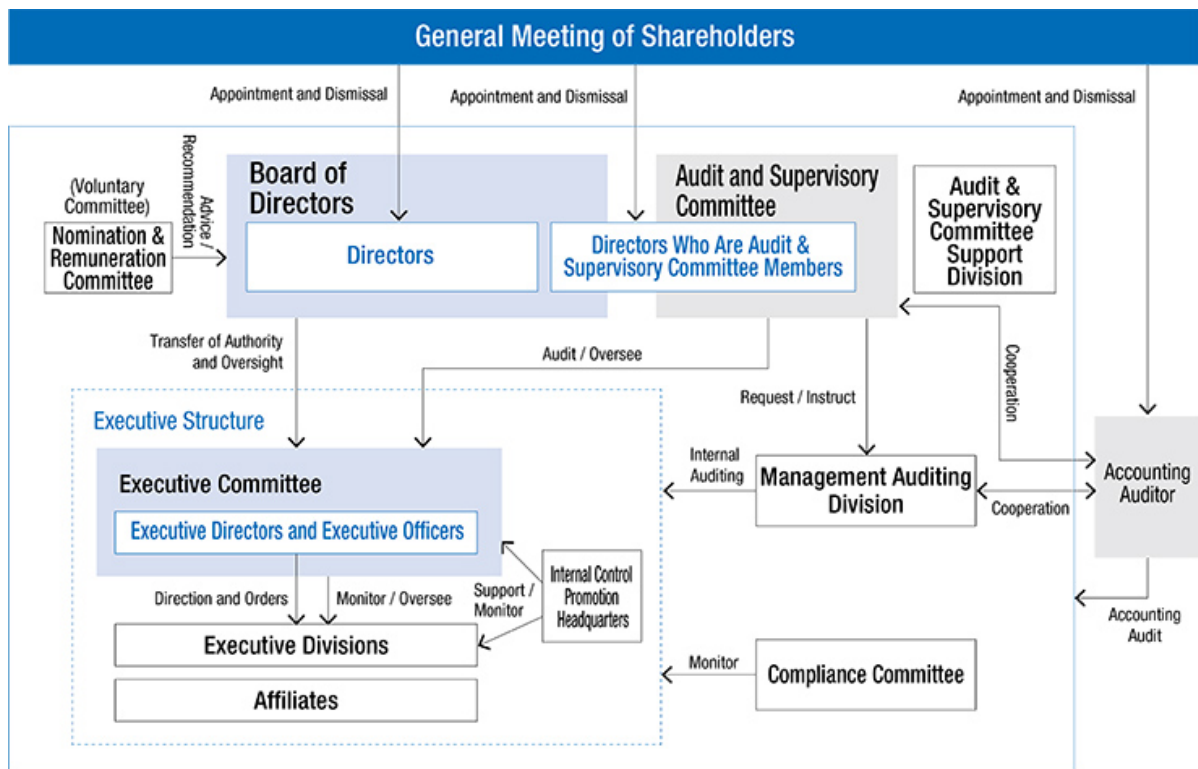 General Meeting of Shareholders
Appointment and Dismissal
Appointment and Dismissal
Appointment and Dismissal
(Voluntary
Committee)
Nomination &
Remuneration
Committee
Advice /
Recommendation
Board of
Directors
Directors
Audit and Supervisory
Committee
Directors Who Are Audit &
Supervisory Committee Members
Audit &
Supervisory
Committee
Support
Division
Transfer of Authority
and Oversight
Audit / Oversee
Request / Instruct
Cooperation
Executive Structure
Executive Committee
Executive Directors and Executive Officers
Internal
Auditing
Management Auditing
Division
Cooperation
Accounting
Auditor
Direction and Orders
Monitor / Oversee
Support /
Monitor
Internal Control
Promotion
Headquarters
Accounting
Audit
Executive Divisions
Affiliates
Monitor
Compliance Committee